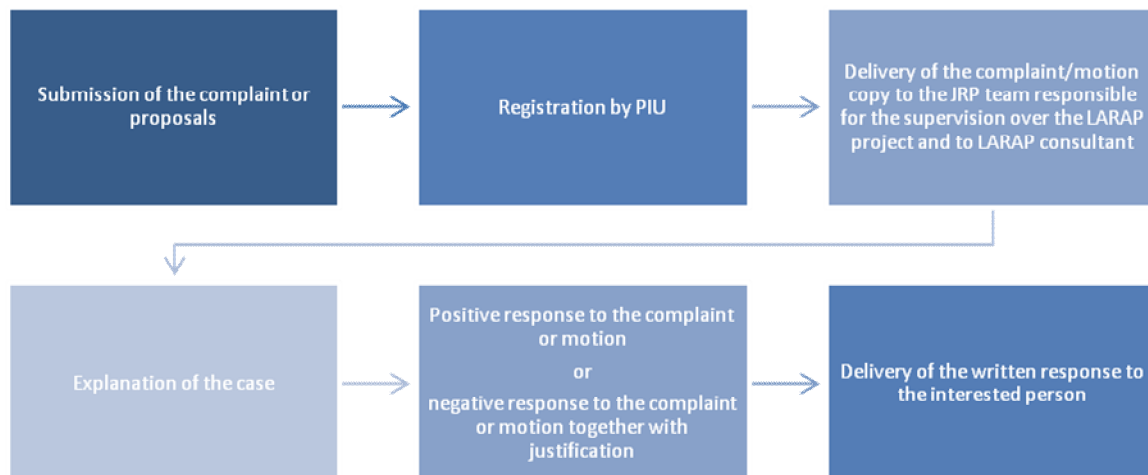 Submission of the complaint or
proposals
Registration by PIU
Delivery of the complaint/motion
copy to the JRP team responsible
for the supervision over the LARAP
project and to LARAP consultant
Explanation of the case
Positive response to the complaint
or motion
or
negative response to the complaint
or motion together with
justification
Delivery of the written response to
the interested person